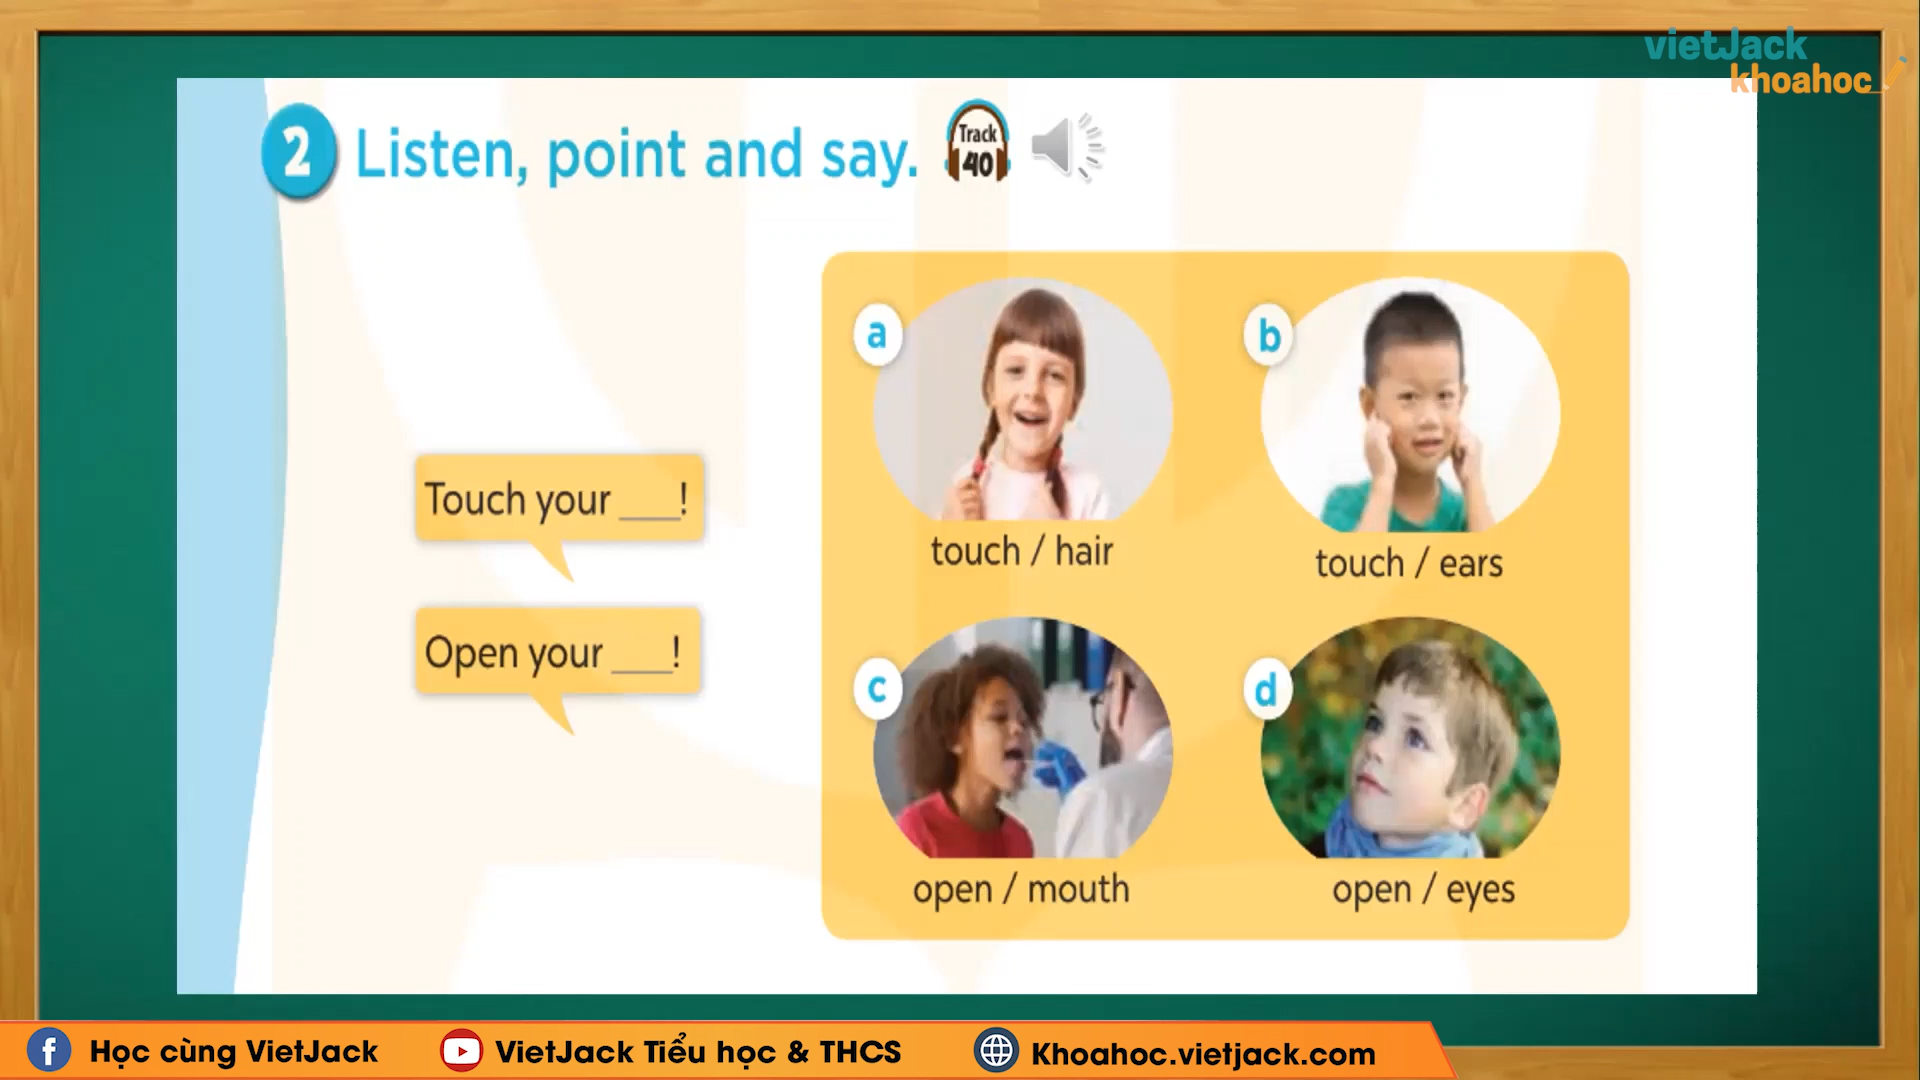 vietJack
khoahoc
2 Listen, point and say. Track 40
Touch your ___!
Open your ___!
a
touch / hair
b
touch / ears
c
open / mouth
d
open / eyes
f Học cùng VietJack
VietJack Tiểu học & THCS
Khoahoc.vietjack.com